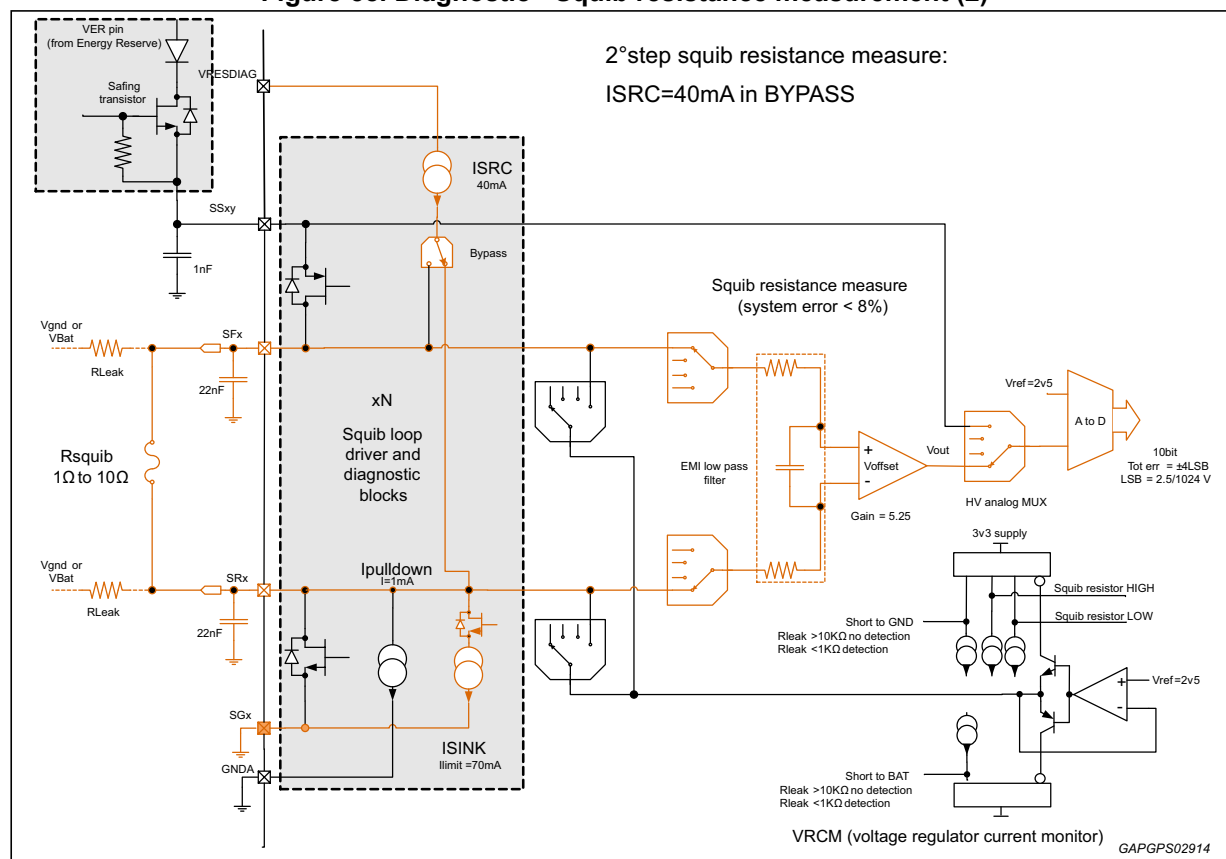 Figure 68. Diagnostic - Squib resistance measurement (2)
VER pin
(from Energy Reserve)
2°step squib resistance measure:
VRESDIAG
Safing
transistor
ISRC=40mA in BYPASS
ISRC
40mA
SSxy
Bypass
1nF
Squib resistance measure
(system error < 8%)
Vgnd or
VBat
SFx
RLeak
22nF
Vref=2v5
xN
A to D
Squib loop
driver and
diagnostic
blocks
Rsquib
1Ω to 10Ω
+
Voffset
-
Vout
EMI low pass
filter
10bit
Tot err = ±4LSB
LSB = 2.5/1024 V
HV analog MUX
Gain = 5.25
3v3 supply
Ipulldown
I=1mA
Vgnd or
VBat
SRx
RLeak
Squib resistor HIGH
Squib resistor LOW
22nF
Short to GND
Rleak >10KΩ no detection
Rleak <1KΩ detection
+
-
Vref=2v5
SGx
ISINK
Ilimit =70mA
GNDA
Short to BAT
Rleak >10KΩ no detection
Rleak <1KΩ detection
VRCM (voltage regulator current monitor)
GAPGPS02914